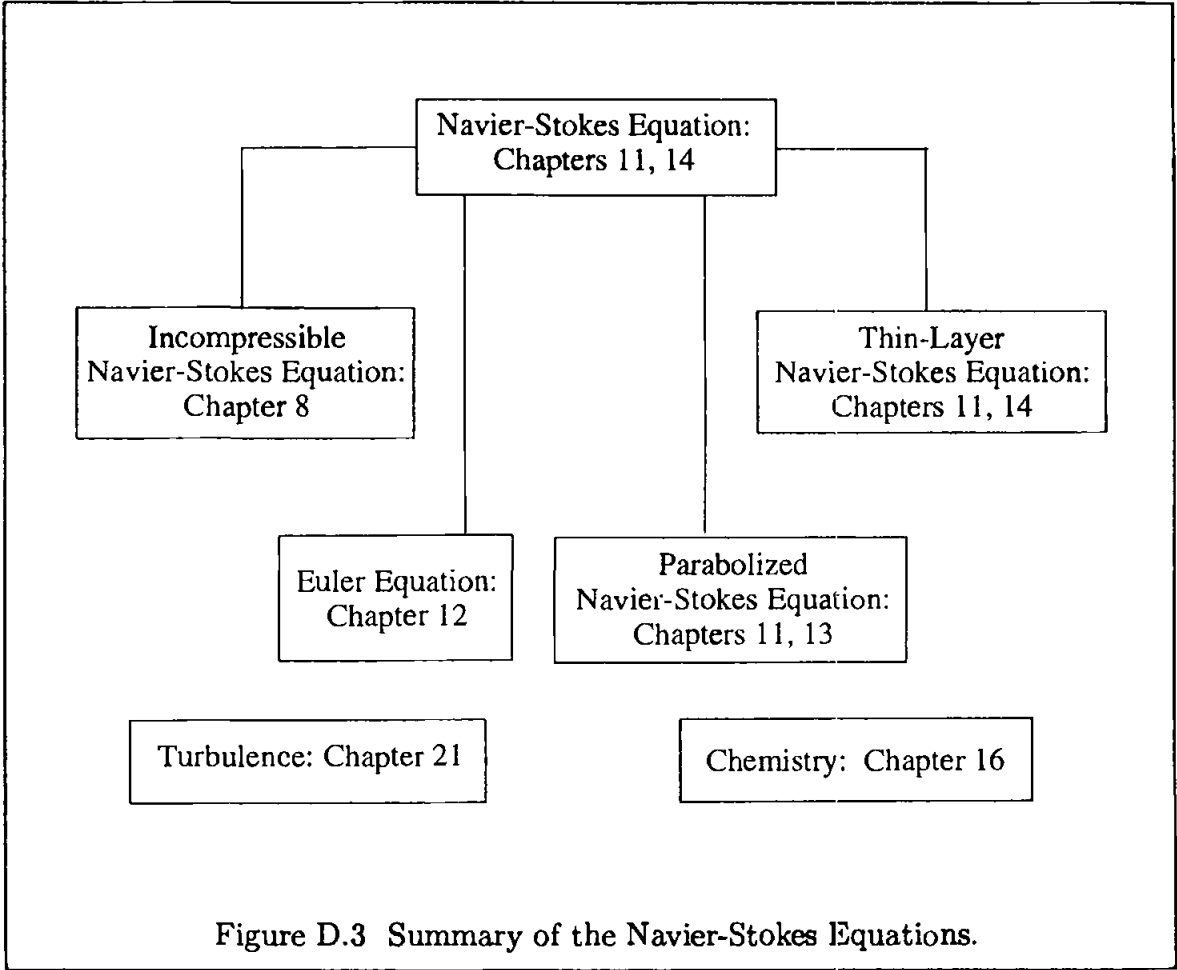 Navier-Stokes Equation:
Chapters 11, 14
Incompressible
Navier-Stokes Equation:
Chapter 8
Thin-Layer
Navier-Stokes Equation:
Chapters 11, 14
Euler Equation:
Chapter 12
Parabolized
Navier-Stokes Equation:
Chapters 11, 13
Turbulence: Chapter 21
Chemistry: Chapter 16
Figure D.3 Summary of the Navier-Stokes Equations.